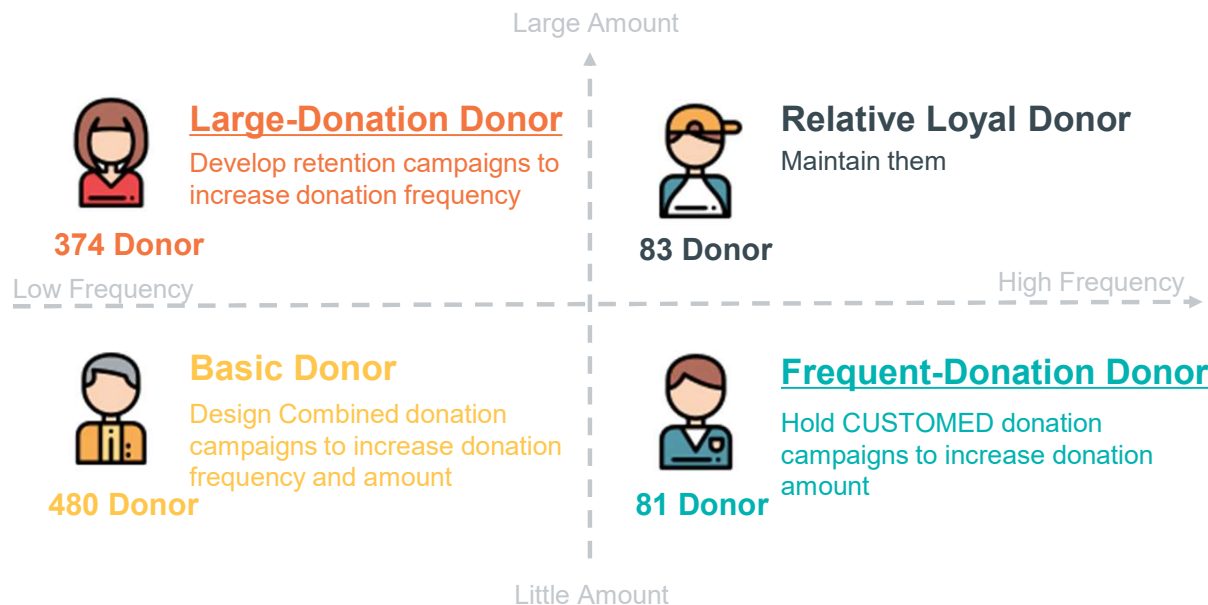 Large Amount
Large-Donation Donor
Develop retention campaigns to
increase donation frequency
374 Donor
Relative Loyal Donor
Maintain them
83 Donor
Low Frequency
High Frequency
Basic Donor
Design Combined donation
campaigns to increase donation
frequency and amount
480 Donor
Frequent-Donation Donor
Hold CUSTOMED donation
campaigns to increase donation
amount
81 Donor
Little Amount